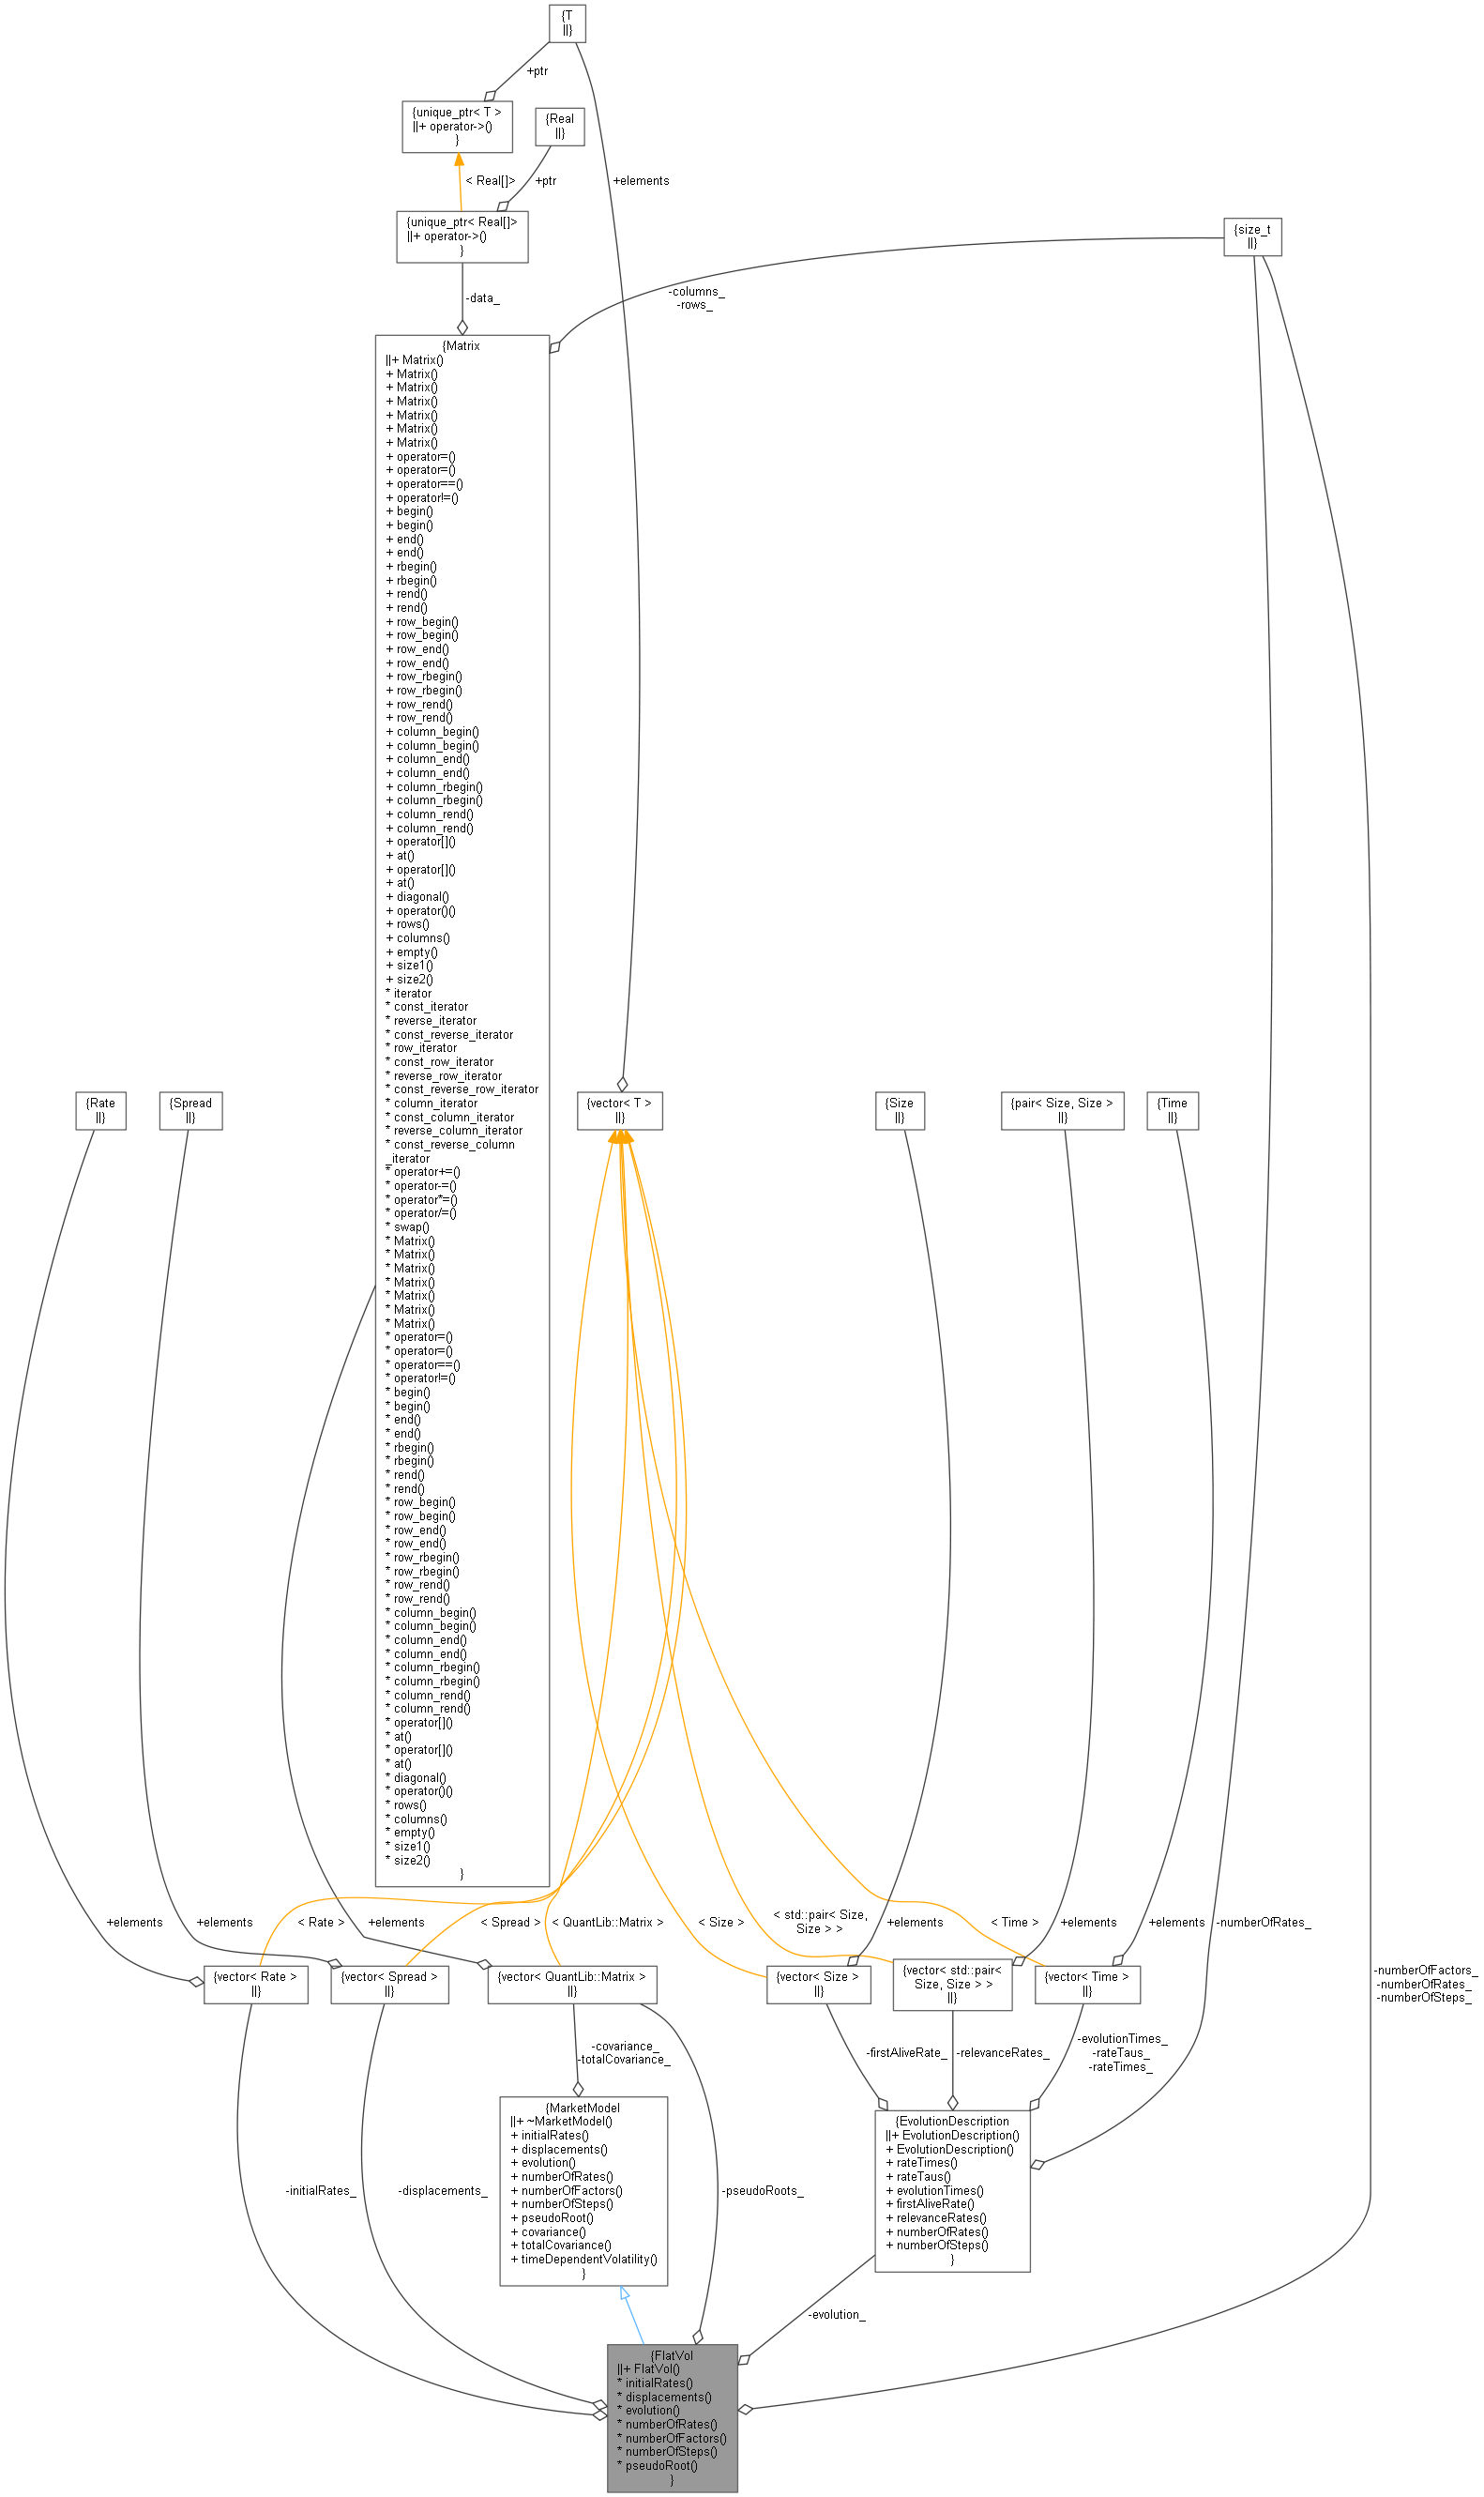 {T
||}
+ptr
{unique_ptr< T >
||+ operator->()
}
{Real
||}
< Real[]>
+ptr
+elements
{unique_ptr< Real[]>
||+ operator->()
}
{size_t
||}
-data_
-columns_
-rows_
{Matrix
||+ Matrix()
+ Matrix()
+ Matrix()
+ Matrix()
+ Matrix()
+ Matrix()
+ Matrix()
+ operator=()
+ operator=()
+ operator==()
+ operator!=()
+ begin()
+ begin()
+ end()
+ end()
+ rbegin()
+ rbegin()
+ rend()
+ rend()
+ row_begin()
+ row_begin()
+ row_end()
+ row_end()
+ row_rbegin()
+ row_rbegin()
+ row_rend()
+ row_rend()
+ column_begin()
+ column_begin()
+ column_end()
+ column_end()
+ column_rbegin()
+ column_rbegin()
+ column_rend()
+ column_rend()
+ operator[]()
+ at()
+ operator[]()
+ at()
+ diagonal()
+ operator()()
+ rows()
+ columns()
+ empty()
+ size1()
+ size2()
* iterator
* const_iterator
* reverse_iterator
* const_reverse_iterator
* row_iterator
* const_row_iterator
* reverse_row_iterator
* const_reverse_row_iterator
* column_iterator
* const_column_iterator
* reverse_column_iterator
* const_reverse_column
_iterator
* operator+=()
* operator-=()
* operator*=()
* operator/=()
* swap()
* Matrix()
* Matrix()
* Matrix()
* Matrix()
* Matrix()
* Matrix()
* Matrix()
* operator=()
* operator=()
* operator==()
* operator!=()
* begin()
* begin()
* end()
* end()
* rbegin()
* rbegin()
* rend()
* rend()
* row_begin()
* row_begin()
* row_end()
* row_end()
* row_rbegin()
* row_rbegin()
* row_rend()
* row_rend()
* column_begin()
* column_begin()
* column_end()
* column_end()
* column_rbegin()
* column_rbegin()
* column_rend()
* column_rend()
* operator[]()
* at()
* operator[]()
* at()
* diagonal()
* operator()()
* rows()
* columns()
* empty()
* size1()
* size2()
}
{Rate
||}
{Spread
||}
{vector< T >
||}
{Size
||}
{pair< Size, Size >
||}
{Time
||}
+elements
+elements
< Rate >
+elements
< Spread >
< QuantLib::Matrix >
< Size >
< std::pair< Size,
Size > >
+elements
< Time >
+elements
+elements
-numberOfRates_
-numberOfFactors_
-numberOfRates_
-numberOfSteps_
{vector< Rate >
||}
{vector< Spread >
||}
{vector< QuantLib::Matrix >
||}
{vector< Size >
||}
{vector< std::pair<
Size, Size > >
||}
{vector< Time >
||}
-covariance_
-totalCovariance_
-firstAliveRate_
-relevanceRates_
-evolutionTimes_
-rateTaus_
-rateTimes_
{MarketModel
||+ ~MarketModel()
+ initialRates()
+ displacements()
+ evolution()
+ numberOfRates()
+ numberOfFactors()
+ numberOfSteps()
+ pseudoRoot()
+ covariance()
+ totalCovariance()
+ timeDependentVolatility()
}
{EvolutionDescription
||+ EvolutionDescription()
+ EvolutionDescription()
+ rateTimes()
+ rateTaus()
+ evolutionTimes()
+ firstAliveRate()
+ relevanceRates()
+ numberOfRates()
+ numberOfSteps()
}
-initialRates_
-displacements_
-pseudoRoots_
-evolution_
{FlatVol
||+ FlatVol()
* initialRates()
* displacements()
* evolution()
* numberOfRates()
* numberOfFactors()
* numberOfSteps()
* pseudoRoot()
}